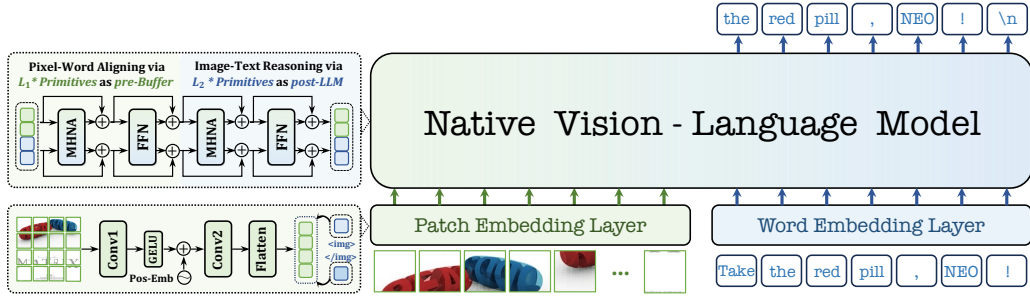 the red pill , NEO ! \n
Pixel-Word Aligning via
L₁* Primitives as pre-Buffer
Image-Text Reasoning via
L₂ * Primitives as post-LLM
MHNA
FFN
MHNA
FFN
Native Vision - Language Model
Patch Embedding Layer
Word Embedding Layer
MATRIX
Conv1
GELU
Pos-Emb
Conv2
Flatten
<img>
</img>
...
Take the red pill , NEO !